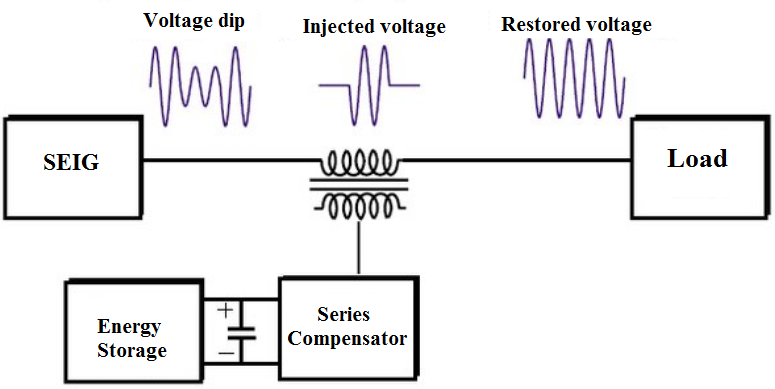 Voltage dip
Injected voltage
Restored voltage
SEIG
Load
Energy
Storage
+
−
Series
Compensator